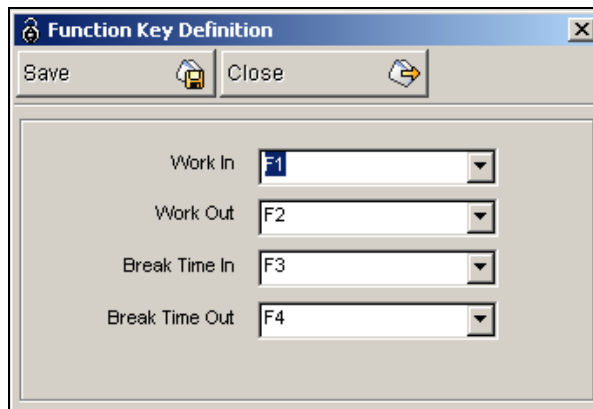 Function Key Definition
Save Close
Work In F1
Work Out F2
Break Time In F3
Break Time Out F4